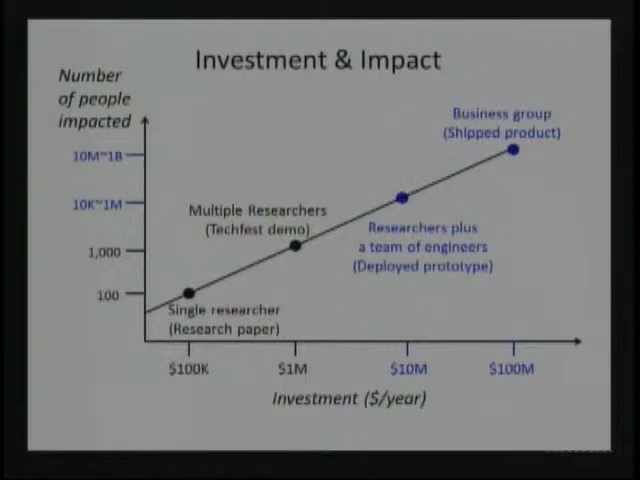 Investment & Impact
Number
of people
impacted
Business group
(Shipped product)
10M~1B
10K~1M
Multiple Researchers
(Techfest demo)
Researchers plus
a team of engineers
(Deployed prototype)
1,000
100
Single researcher
(Research paper)
$100K
$1M
$10M
$100M
Investment ($/year)